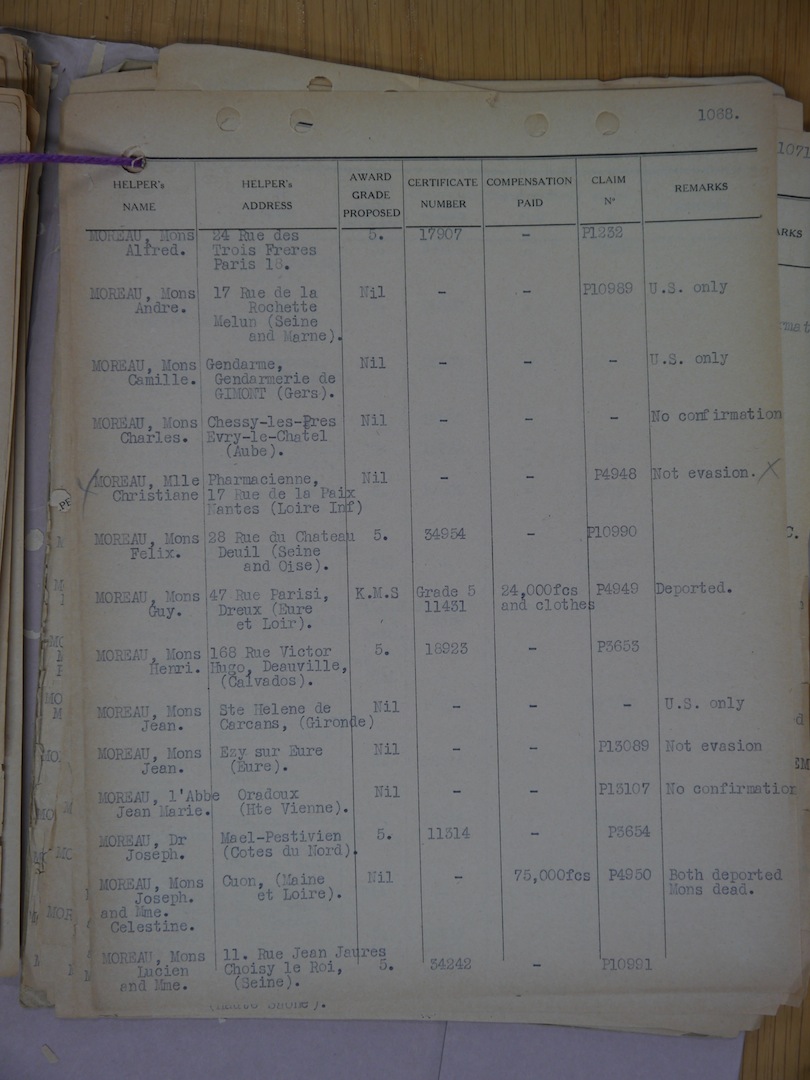 1068.
HELPER's NAME HELPER's ADDRESS AWARD GRADE PROPOSED CERTIFICATE NUMBER COMPENSATION PAID CLAIM Nº REMARKS
MOREAU, Mons 24 Rue des 5. 17907 - P1232
Alfred. Trois Freres
Paris 18.
MOREAU, Mons 17 Rue de la Nil - - P10989 U.S. only
Andre. Rochette
Melun (Seine
and Marne).
MOREAU, Mons Gendarme, Nil - - - U.S. only
Camille. Gendarmerie de
GIMONT (Gers).
MOREAU, Mons Chessy-les-Pres Nil - - - No confirmation
Charles. Evry-le-Chatel
(Aube).
MOREAU, Mlle Pharmacienne, Nil - - P4948 Not evasion.
Christiane 17 Rue de la Paix
Nantes (Loire Inf)
MOREAU, Mons 28 Rue du Chateau 5. 34954 - P10990
Felix. Deuil (Seine
and Oise).
MOREAU, Mons 47 Rue Parisi, K.M.S Grade 5 24,000fcs P4949 Deported.
Guy. Dreux (Eure 11431 and clothes
et Loir).
MOREAU, Mons 168 Rue Victor 5. 18923 - P3653
Henri. Hugo, Deauville,
(Calvados).
MOREAU, Mons Ste Helene de Nil - - - U.S. only
Jean. Carcans, (Gironde)
MOREAU, Mons Ezy sur Eure Nil - - P13089 Not evasion
Jean. (Eure).
MOREAU, l'Abbe Oradoux Nil - - P13107 No confirmation
Jean Marie. (Hte Vienne).
MOREAU, Dr Mael-Pestivien 5. 11314 - P3654
Joseph. (Cotes du Nord).
MOREAU, Mons Cuon, (Maine Nil - 75,000fcs P4950 Both deported
Joseph. et Loire). Mons dead.
and Mme.
Celestine.
MOREAU, Mons 11. Rue Jean Jaures
Lucien Choisy le Roi, 5. 34242 - P10991
and Mme. (Seine).
1071